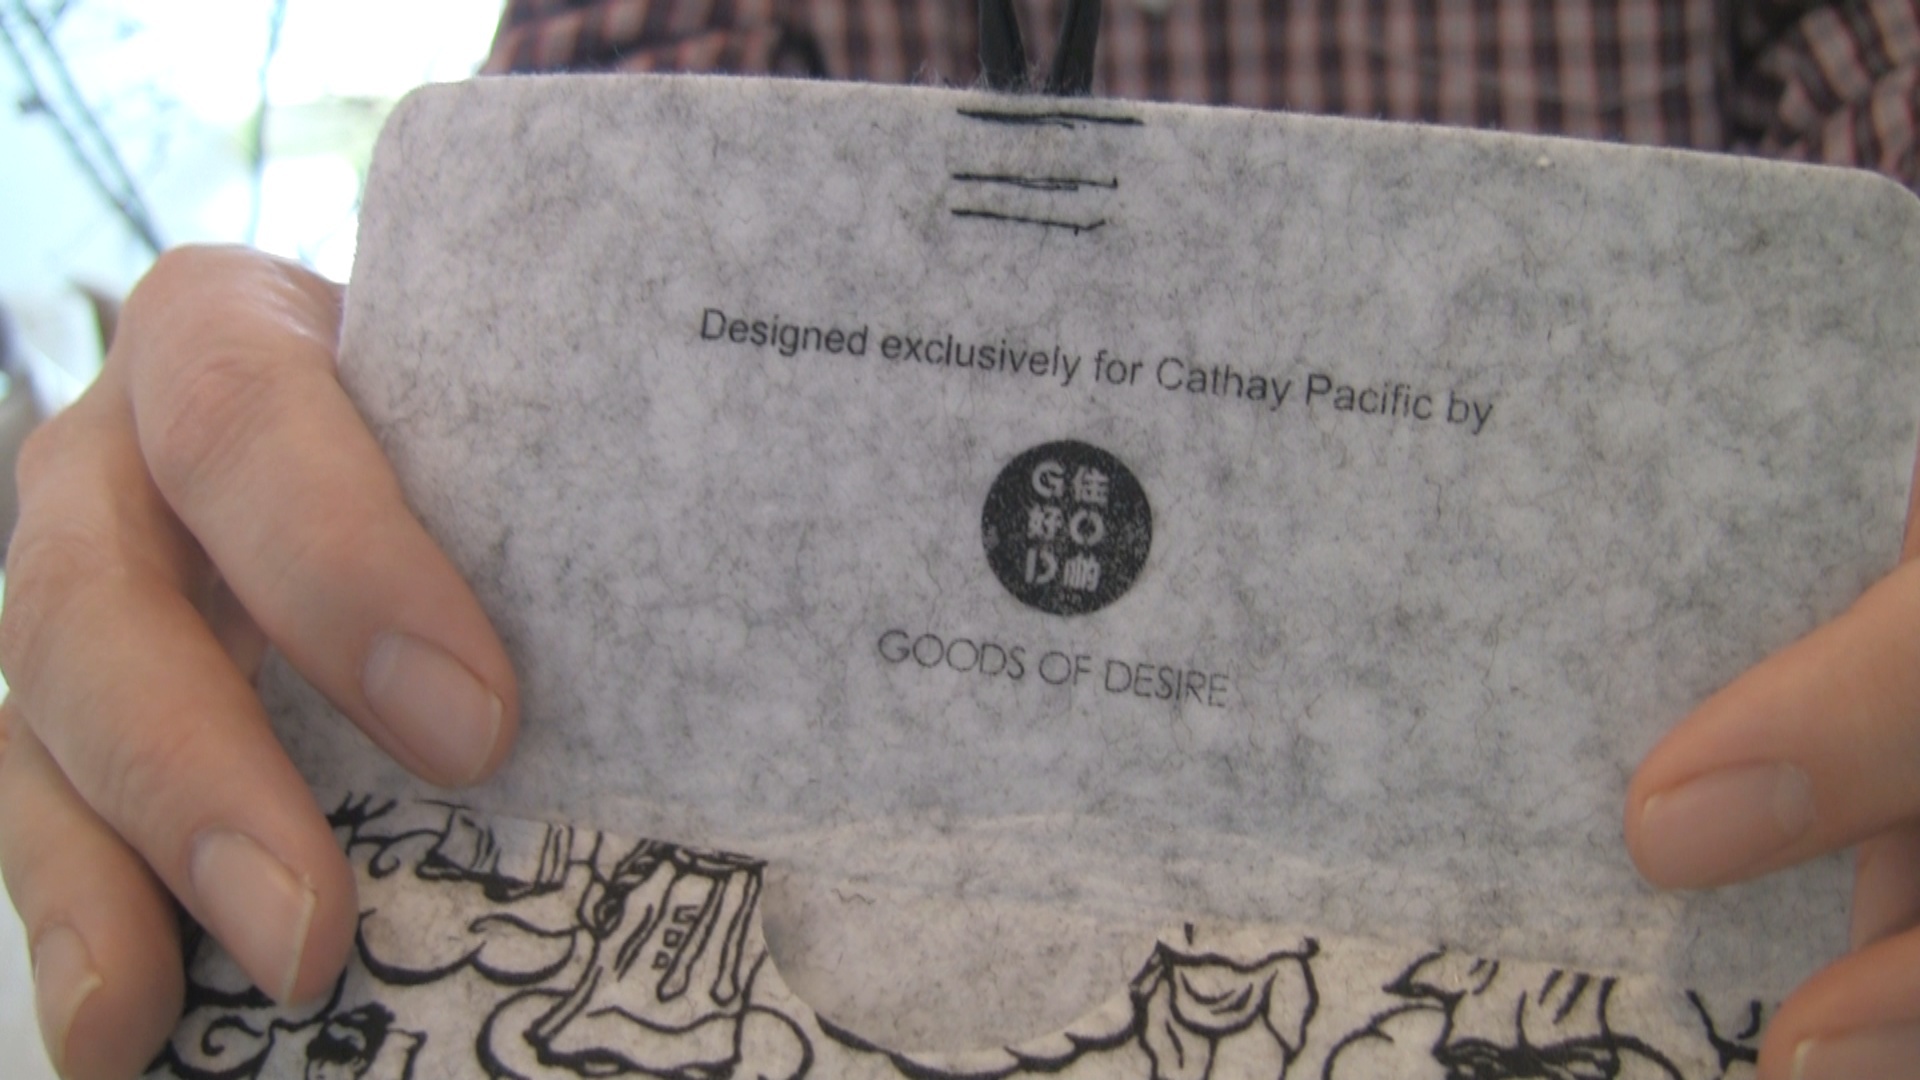 Designed exclusively for Cathay Pacific by
G 住
好 O
D 啲
GOODS OF DESIRE